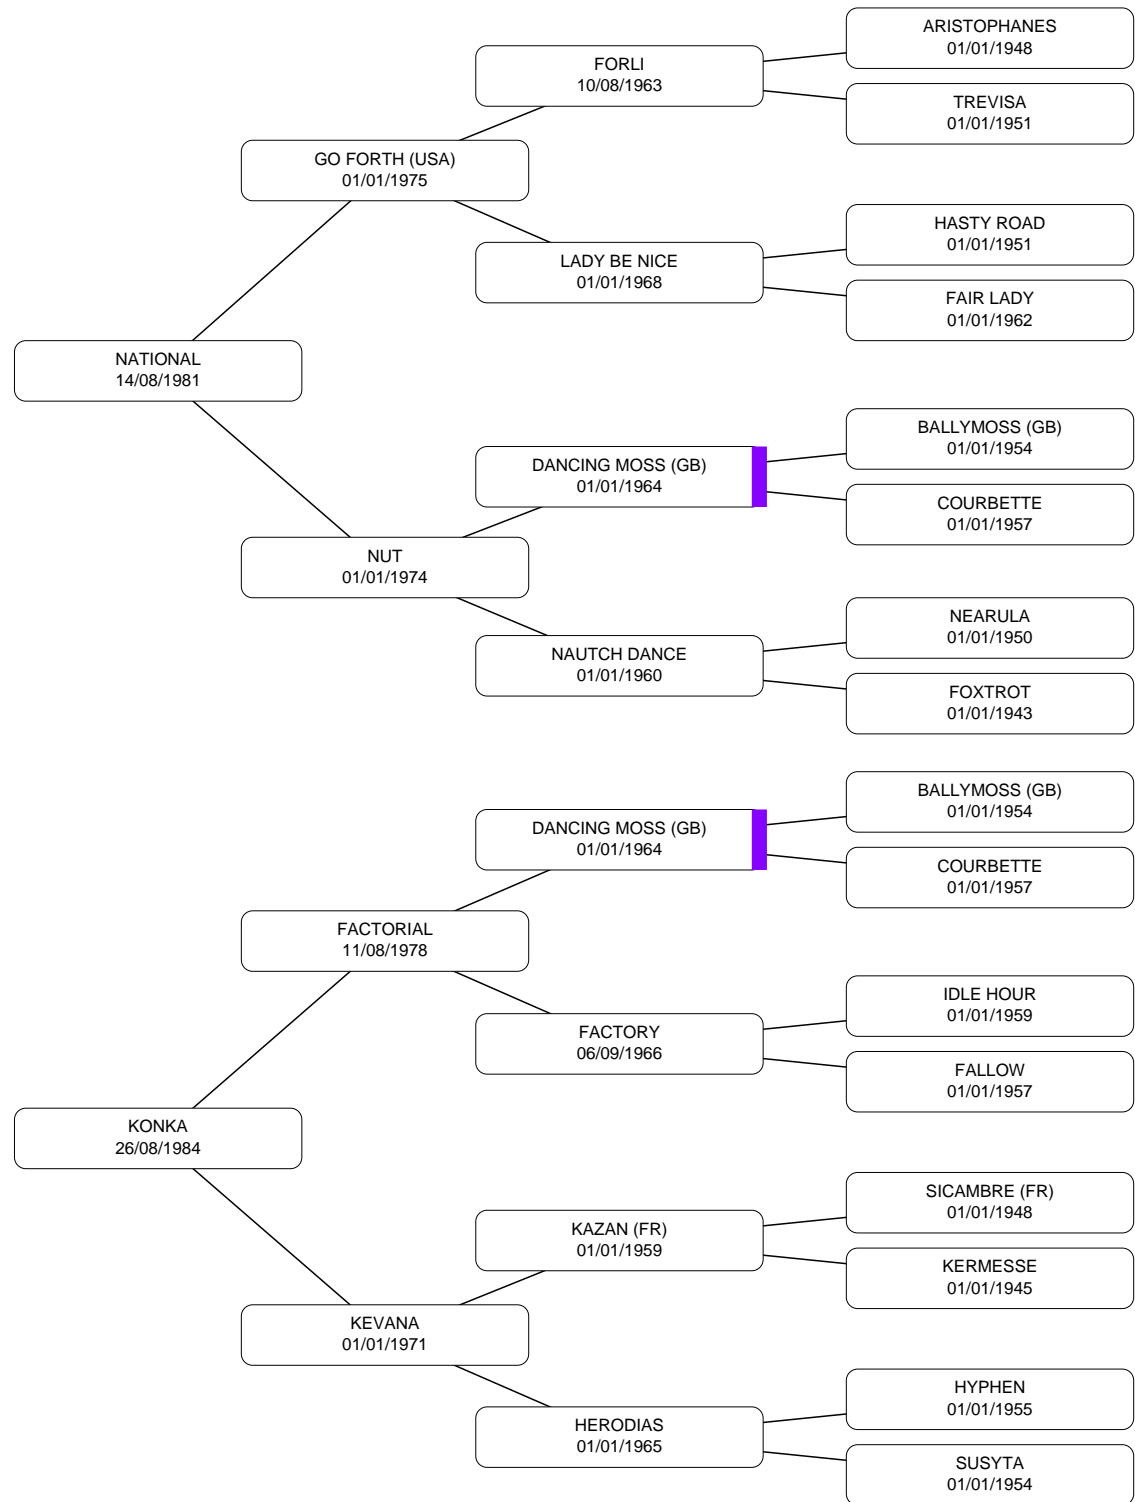 ARISTOPHANES
01/01/1948
FORLI
10/08/1963
TREVISA
01/01/1951
GO FORTH (USA)
01/01/1975
HASTY ROAD
01/01/1951
LADY BE NICE
01/01/1968
FAIR LADY
01/01/1962
NATIONAL
14/08/1981
BALLYMOSS (GB)
01/01/1954
DANCING MOSS (GB)
01/01/1964
COURBETTE
01/01/1957
NUT
01/01/1974
NEARULA
01/01/1950
NAUTCH DANCE
01/01/1960
FOXTROT
01/01/1943
BALLYMOSS (GB)
01/01/1954
DANCING MOSS (GB)
01/01/1964
COURBETTE
01/01/1957
FACTORIAL
11/08/1978
IDLE HOUR
01/01/1959
FACTORY
06/09/1966
FALLOW
01/01/1957
KONKA
26/08/1984
SICAMBRE (FR)
01/01/1948
KAZAN (FR)
01/01/1959
KERMESSE
01/01/1945
KEVANA
01/01/1971
HYPHEN
01/01/1955
HERODIAS
01/01/1965
SUSYTA
01/01/1954